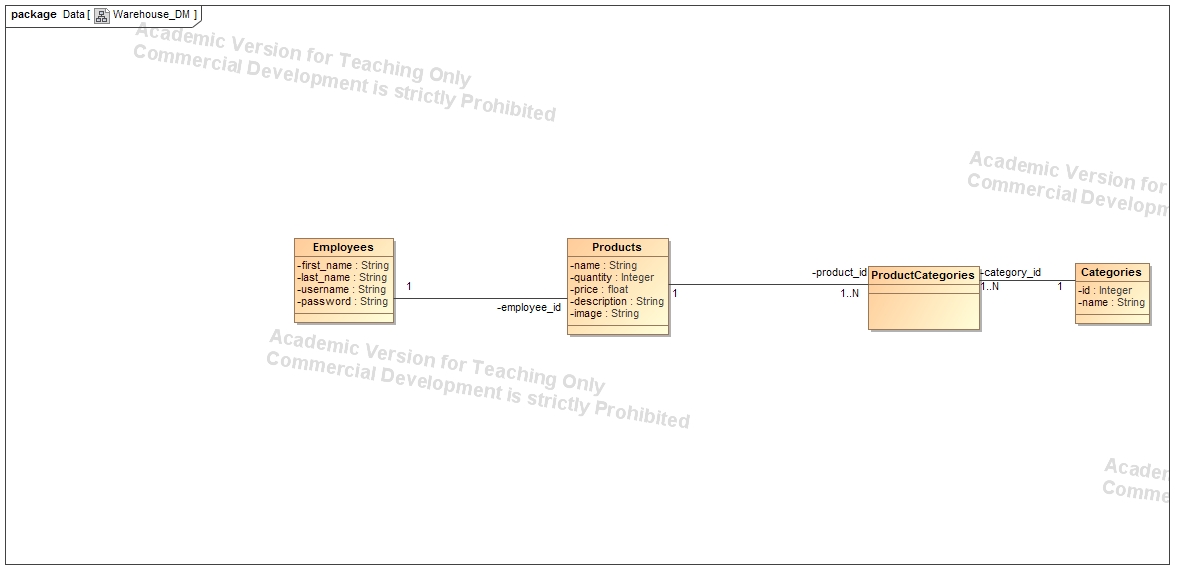 package Data [ Warehouse_DM ]
Academic Version for Teaching Only
Commercial Development is strictly Prohibited
Academic Version for
Commercial Developm
Employees
-first_name : String
-last_name : String
-username : String
-password : String
1
-employee_id
Products
-name : String
-quantity : Integer
-price : float
-description : String
-image : String
1
-product_id
1..N
ProductCategories
-category_id
1..N
1
Categories
-id : Integer
-name : String
Academic Version for Teaching Only
Commercial Development is strictly Prohibited
Academ
Comme